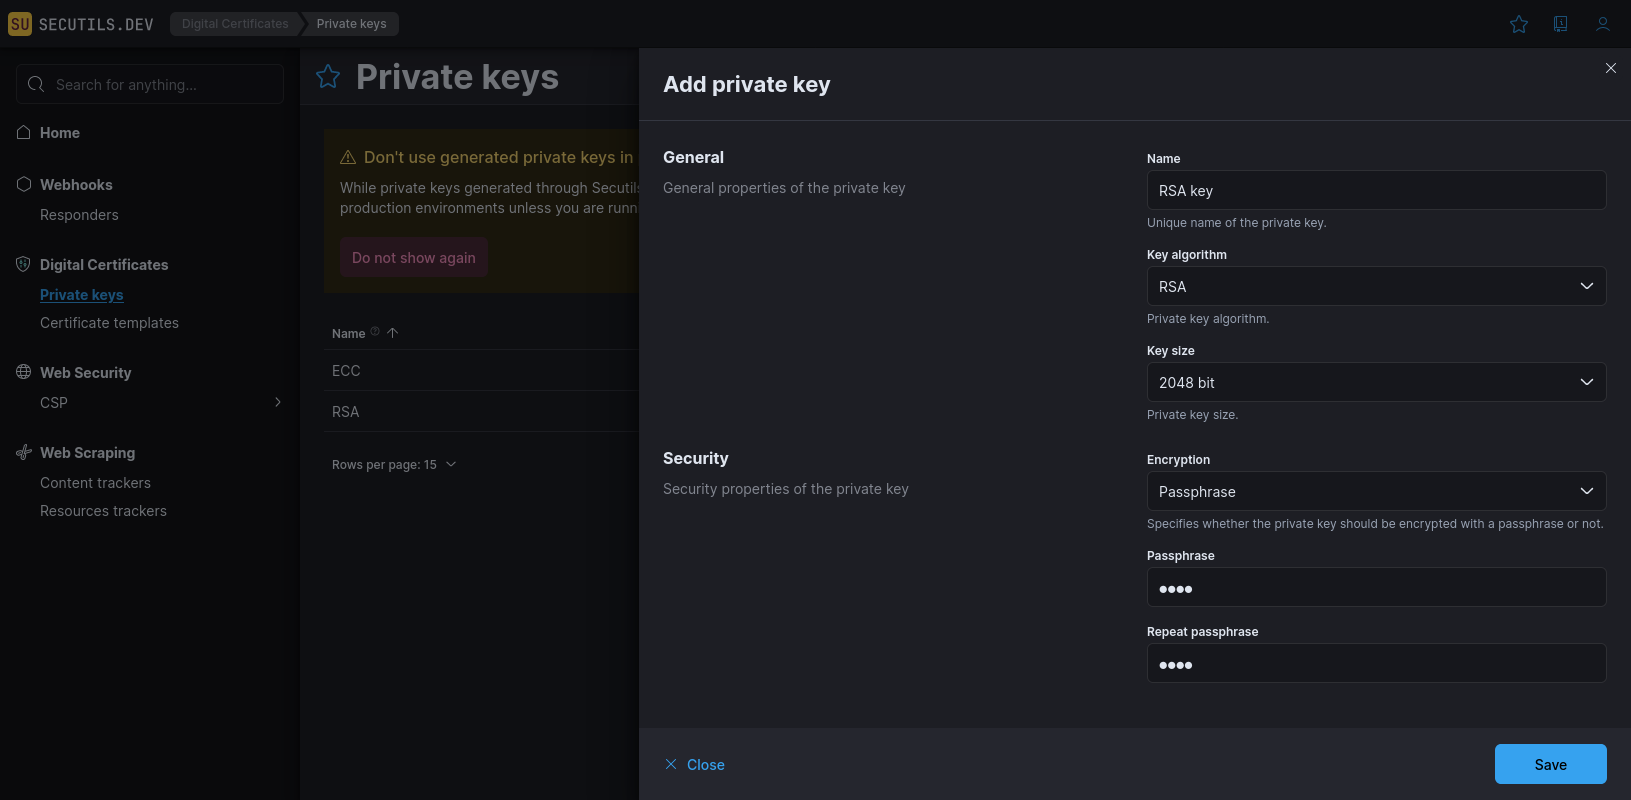 SU SECUTILS.DEV
Digital Certificates
Private keys
Search for anything...
Home
Webhooks
Responders
Digital Certificates
Private keys
Certificate templates
Web Security
CSP
Web Scraping
Content trackers
Resources trackers
Private keys
Don't use generated private keys in
While private keys generated through Secutils
production environments unless you are runn
Do not show again
Name
ECC
RSA
Rows per page: 15
Add private key
General
General properties of the private key
Name
RSA key
Unique name of the private key.
Key algorithm
RSA
Private key algorithm.
Key size
2048 bit
Private key size.
Security
Security properties of the private key
Encryption
Passphrase
Specifies whether the private key should be encrypted with a passphrase or not.
Passphrase
●●●●
Repeat passphrase
●●●●
Close
Save